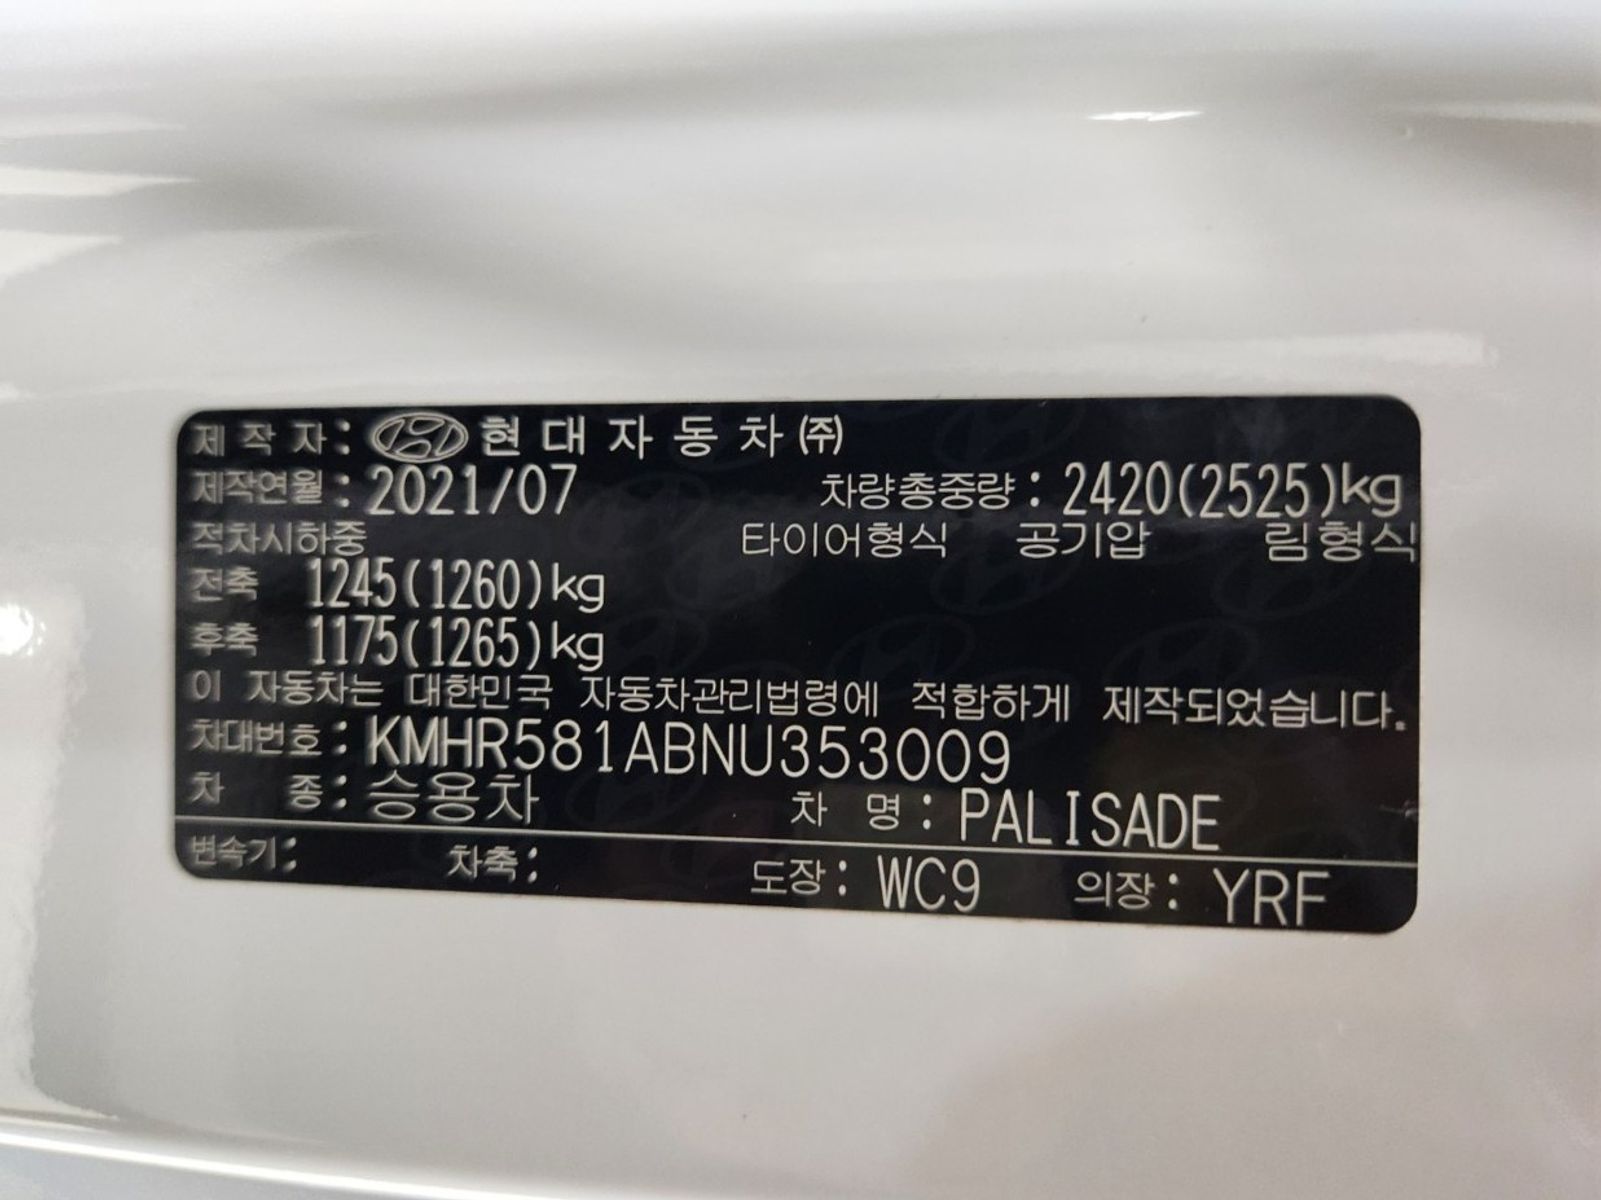 제 작 자 : 현 대 자 동 차 ㈜
제작연월 : 2021/07 차량총중량 : 2420(2525)kg
적차시하중 타이어형식 공기압 림형식
전축 1245(1260)kg
후축 1175(1265)kg
이 자동차는 대한민국 자동차관리법령에 적합하게 제작되었습니다.
차대번호 : KMHR581ABNU353009
차 종 : 승용차 차 명 : PALISADE
변속기 : 차축 : 도장 : WC9 의장 : YRF